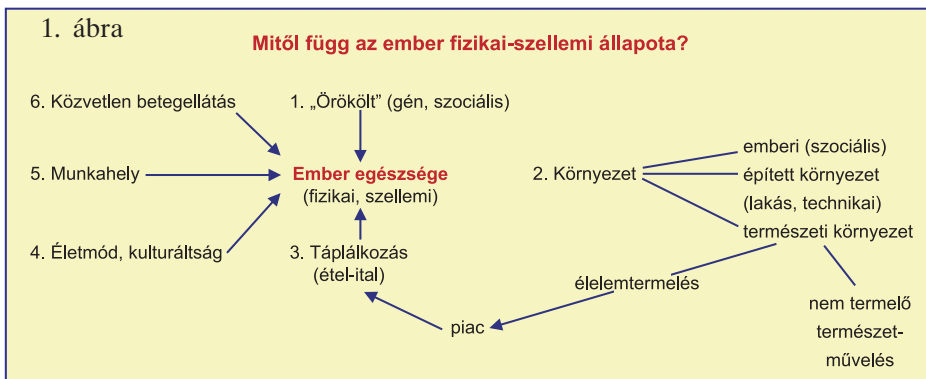 1. ábra
Mitől függ az ember fizikai-szellemi állapota?
6. Közvetlen betegellátás
1. „Örökölt” (gén, szociális)
5. Munkahely
Ember egészsége
(fizikai, szellemi)
4. Életmód, kulturáltság
3. Táplálkozás
(étel-ital)
2. Környezet
emberi (szociális)
épített környezet
(lakás, technikai)
természeti környezet
élelemtermelés
piac
nem termelő
természet-
művelés